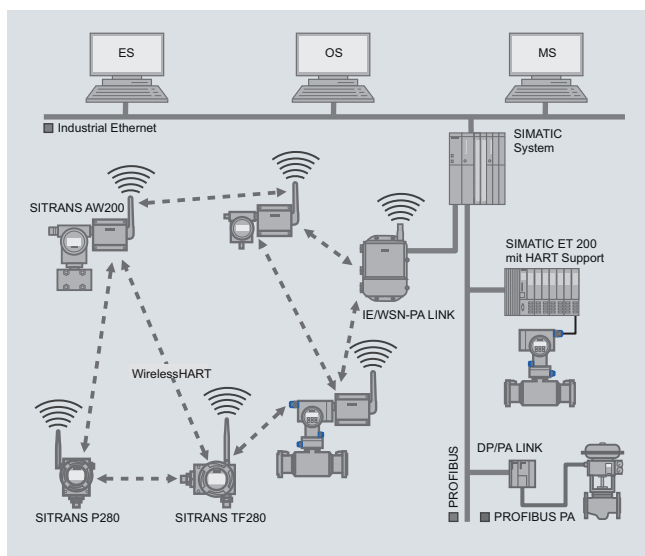 ES
OS
MS
Industrial Ethernet
SIMATIC
System
SITRANS AW200
SIMATIC ET 200
mit HART Support
IE/WSN-PA LINK
WirelessHART
DP/PA LINK
PROFIBUS
SITRANS P280
SITRANS TF280
PROFIBUS PA